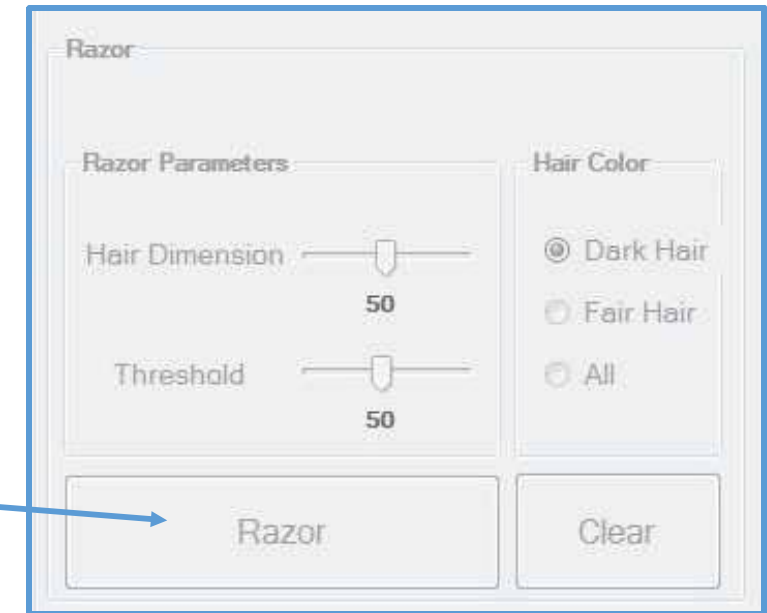 Razor
Razor Parameters
Hair Color
Hair Dimension
50
Dark Hair
Fair Hair
Threshold
50
All
Razor
Clear